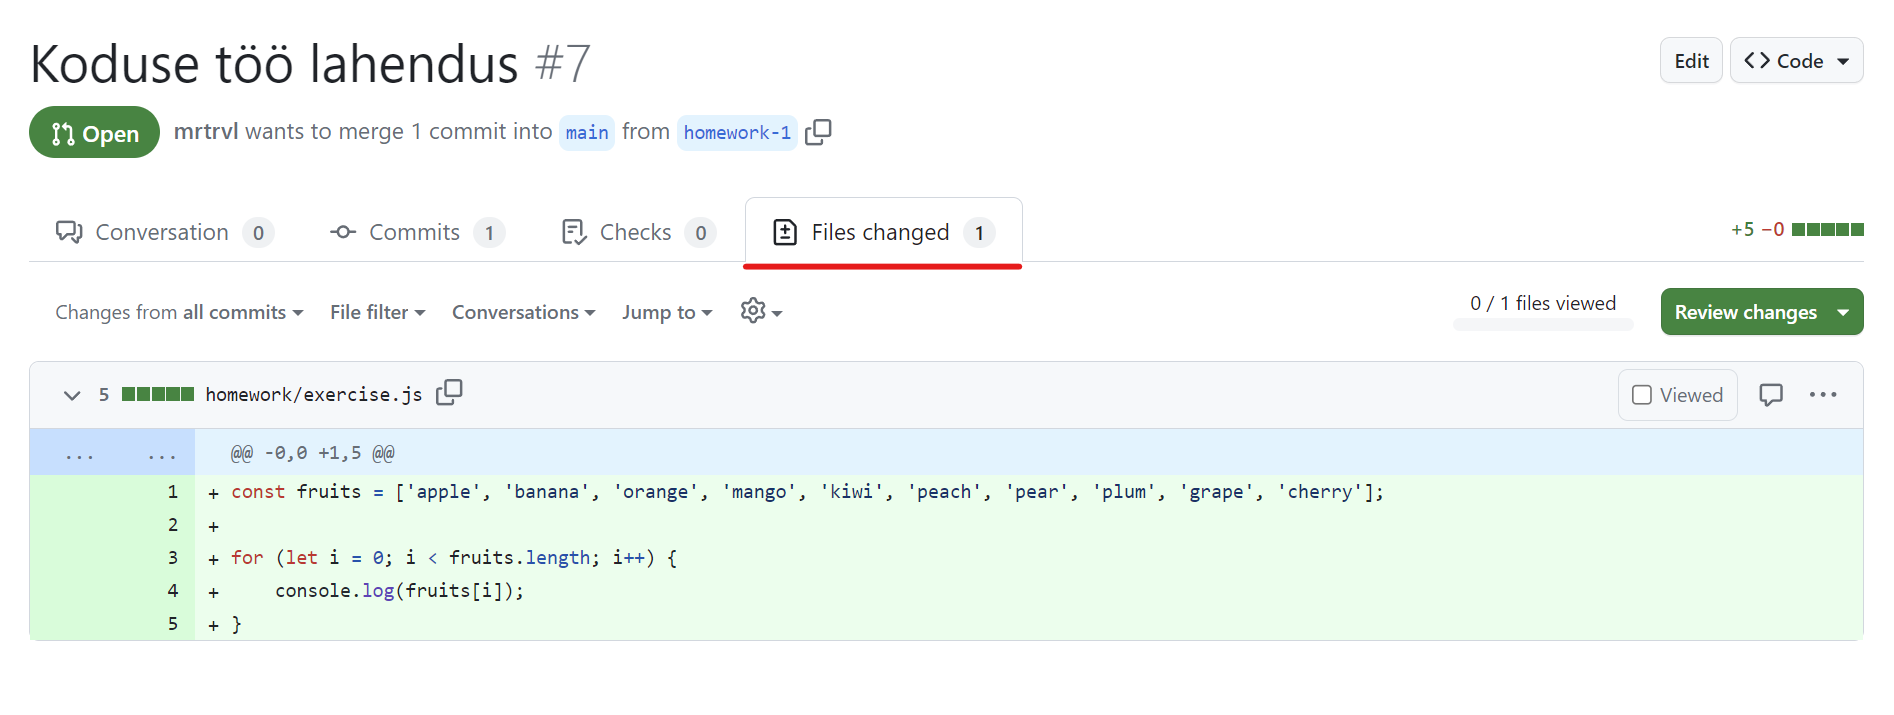 Koduse töö lahendus #7
Edit
Code
Open
mrtrvl wants to merge 1 commit into main from homework-1
Conversation 0
Commits 1
Checks 0
Files changed 1
+5 −0
Changes from all commits
File filter
Conversations
Jump to
0 / 1 files viewed
Review changes
5 homework/exercise.js
Viewed
... ... @@ -0,0 +1,5 @@
1 + const fruits = ['apple', 'banana', 'orange', 'mango', 'kiwi', 'peach', 'pear', 'plum', 'grape', 'cherry'];
2 +
3 + for (let i = 0; i < fruits.length; i++) {
4 +     console.log(fruits[i]);
5 + }